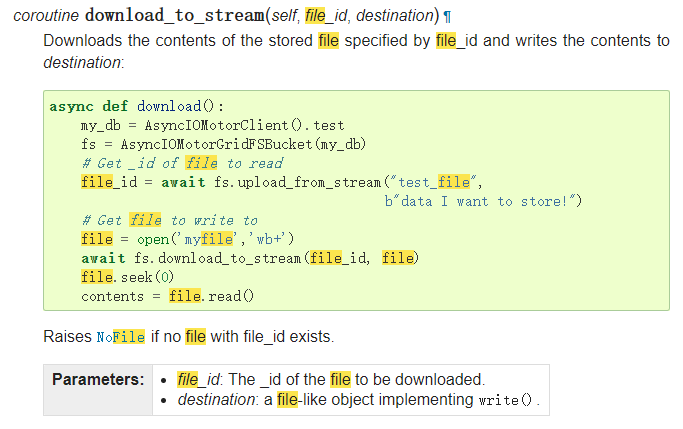 coroutine download_to_stream(self, file_id, destination)¶
Downloads the contents of the stored file specified by file_id and writes the contents to
destination:
async def download():
    my_db = AsyncIOMotorClient().test
    fs = AsyncIOMotorGridFSBucket(my_db)
    # Get _id of file to read
    file_id = await fs.upload_from_stream("test_file",
                                          b"data I want to store!")
    # Get file to write to
    file = open('myfile','wb+')
    await fs.download_to_stream(file_id, file)
    file.seek(0)
    contents = file.read()
Raises NoFile if no file with file_id exists.
Parameters:
• file_id: The _id of the file to be downloaded.
• destination: a file-like object implementing write().